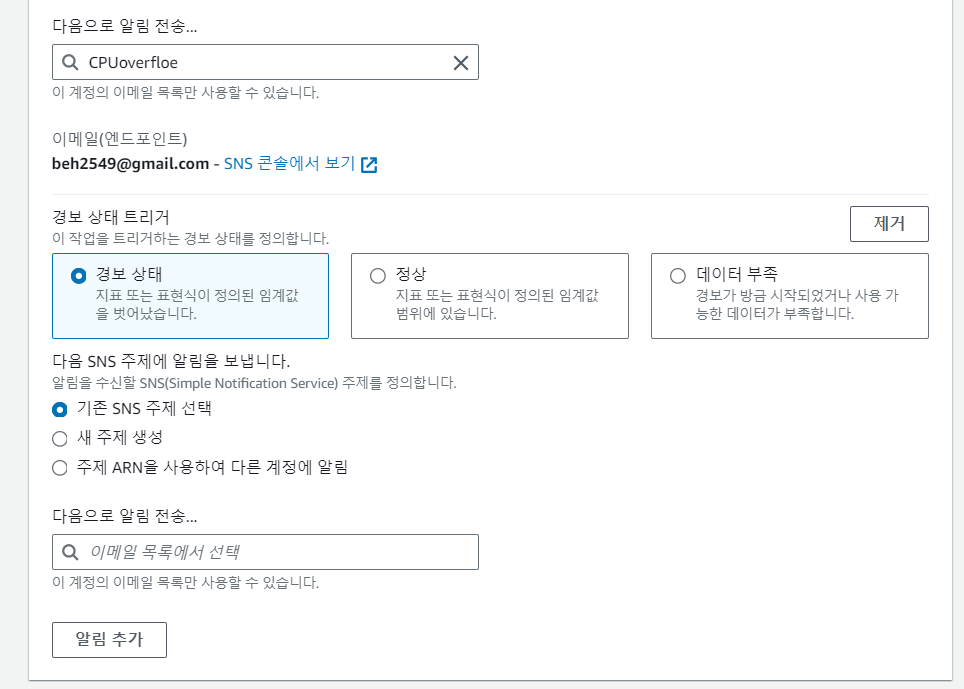 다음으로 알림 전송...
CPUoverfloe
이 계정의 이메일 목록만 사용할 수 있습니다.
이메일(엔드포인트)
beh2549@gmail.com - SNS 콘솔에서 보기
경보 상태 트리거
이 작업을 트리거하는 경보 상태를 정의합니다.
제거
경보 상태
지표 또는 표현식이 정의된 임계값
을 벗어났습니다.
정상
지표 또는 표현식이 정의된 임계값
범위에 있습니다.
데이터 부족
경보가 방금 시작되었거나 사용 가
능한 데이터가 부족합니다.
다음 SNS 주제에 알림을 보냅니다.
알림을 수신할 SNS(Simple Notification Service) 주제를 정의합니다.
기존 SNS 주제 선택
새 주제 생성
주제 ARN을 사용하여 다른 계정에 알림
다음으로 알림 전송...
이메일 목록에서 선택
이 계정의 이메일 목록만 사용할 수 있습니다.
알림 추가